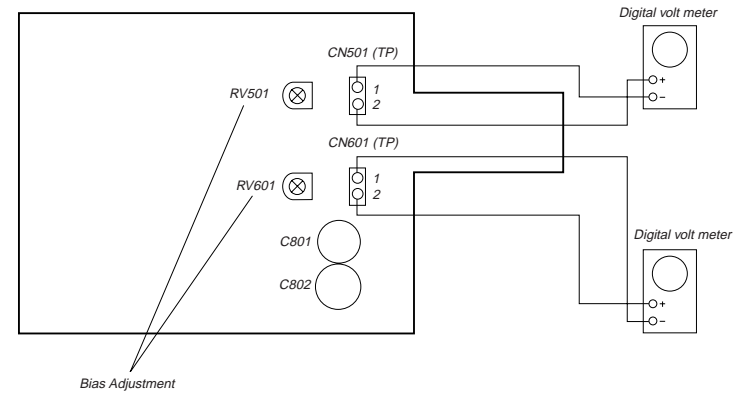 Digital volt meter
CN501 (TP)
+
RV501
1
–
2
CN601 (TP)
1
RV601
2
Digital volt meter
C801
C802
+
–
Bias Adjustment